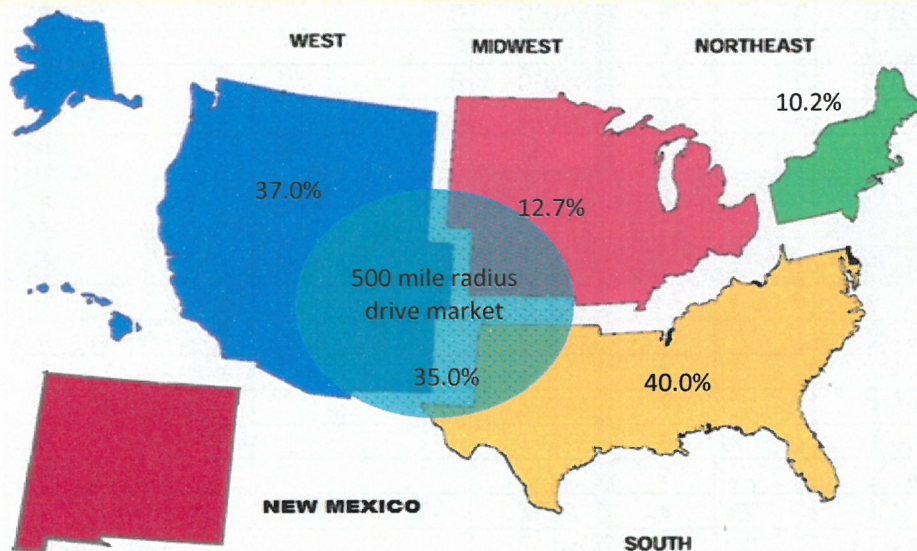 WEST
MIDWEST
NORTHEAST
10.2%
37.0%
12.7%
500 mile radius
drive market
35.0%
40.0%
NEW MEXICO
SOUTH